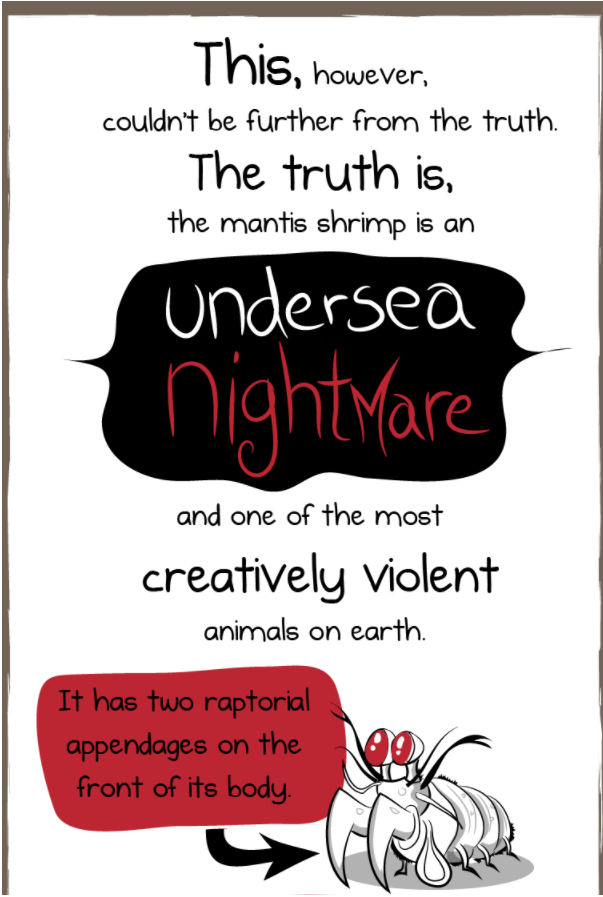 This, however,
couldn't be further from the truth.
The truth is,
the mantis shrimp is an
undersea
nightmare
and one of the most
creatively violent
animals on earth.
It has two raptorial
appendages on the
front of its body.